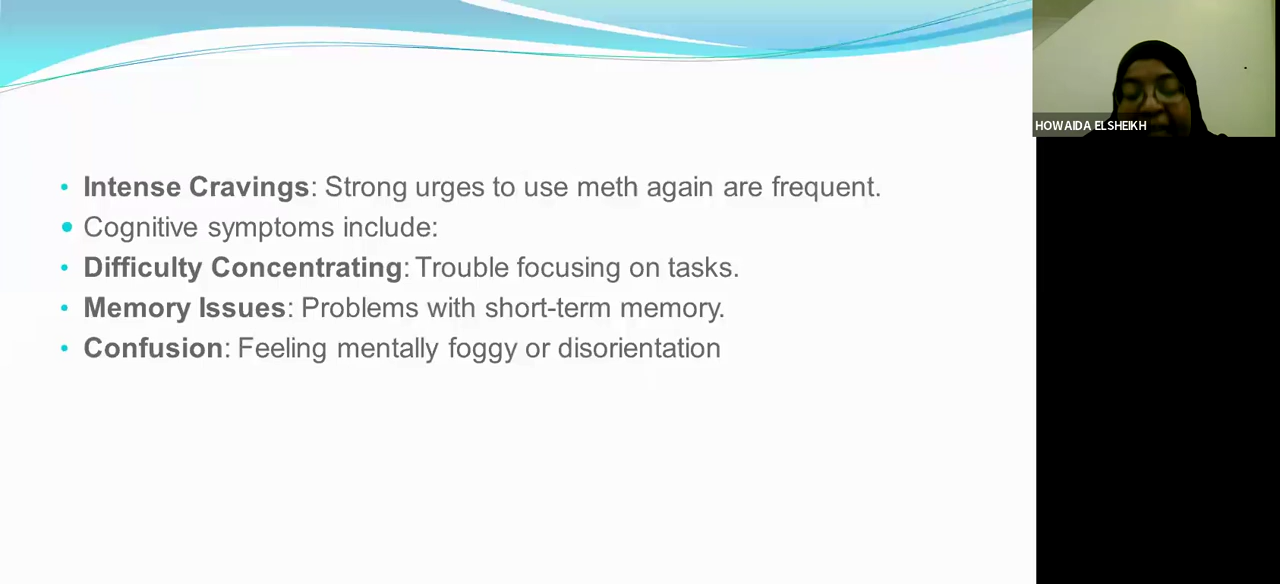 • Intense Cravings: Strong urges to use meth again are frequent.
• Cognitive symptoms include:
• Difficulty Concentrating: Trouble focusing on tasks.
• Memory Issues: Problems with short-term memory.
• Confusion: Feeling mentally foggy or disorientation
HOWAIDA ELSHEIKH